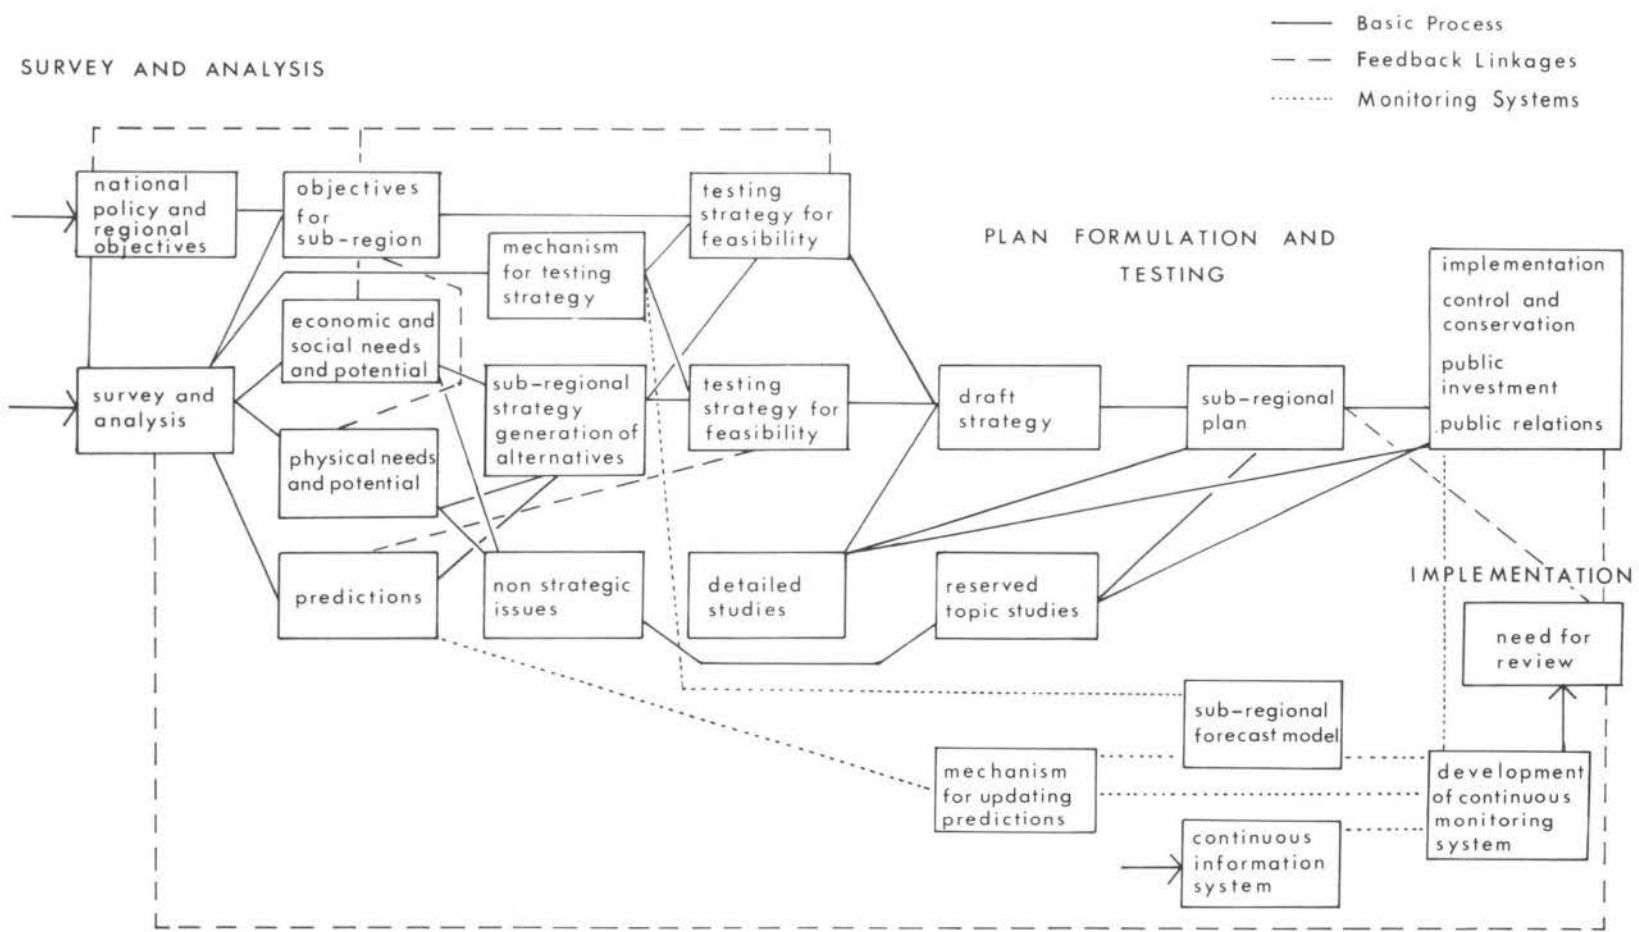 Basic Process
Feedback Linkages
Monitoring Systems
SURVEY AND ANALYSIS
national
policy and
regional
objectives
objectives
for
sub-region
testing
strategy for
feasibility
mechanism
for testing
strategy
PLAN FORMULATION AND
TESTING
implementation
control and
conservation
public
investment
public relations
economic and
social needs
and potential
survey and
analysis
sub-regional
strategy
generation of
alternatives
testing
strategy for
feasibility
draft
strategy
sub-regional
plan
physical needs
and potential
predictions
non strategic
issues
detailed
studies
reserved
topic studies
IMPLEMENTATION
need for
review
sub-regional
forecast model
mechanism
for updating
predictions
development
of continuous
monitoring
system
continuous
information
system